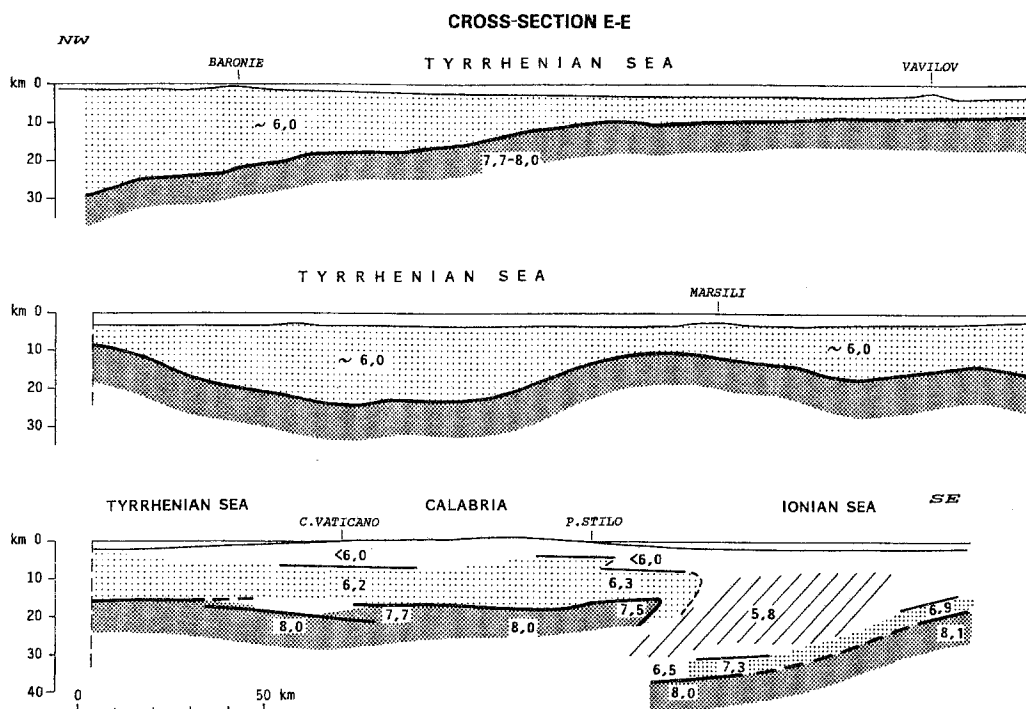 CROSS-SECTION E-E
NW
BARONIE
TYRRHENIAN SEA
VAVILOV
km 0
10
20
30
~ 6,0
7,7-8,0
TYRRHENIAN SEA
MARSILI
km 0
10
20
30
~ 6,0
~ 6,0
TYRRHENIAN SEA
CALABRIA
IONIAN SEA
SE
C.VATICANO
P.STILO
km 0
10
20
30
40
<6,0
<6,0
6,2
6,3
5,8
7,7
7,5
6,9
8,0
8,0
8,1
6,5
7,3
8,0
0
50 km